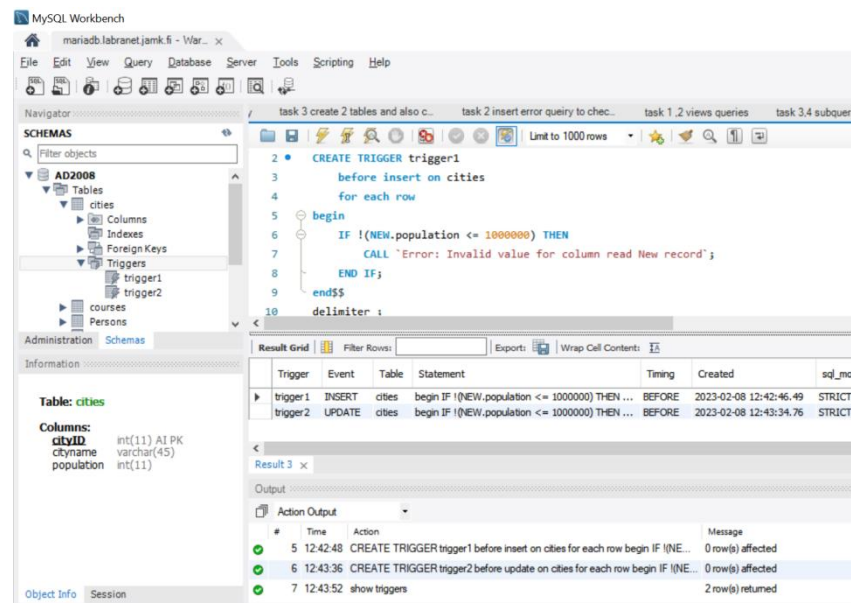 MySQL Workbench
mariadb.labranet.jamk.fi - War...
File Edit View Query Database Server Tools Scripting Help
Navigator
task 3 create 2 tables and also c... task 2 insert error queiry to chec... task 1 ,2 views queries task 3,4 subquer
SCHEMAS
Filter objects
Limit to 1000 rows
AD2008
Tables
cities
Columns
Indexes
Foreign Keys
Triggers
trigger1
trigger2
courses
Persons
Administration Schemas
2 CREATE TRIGGER trigger1
3 before insert on cities
4 for each row
5 begin
6 IF !(NEW.population <= 1000000) THEN
7 CALL `Error: Invalid value for column read New record`;
8 END IF;
9 end$$
10 delimiter ;
Information
Table: cities
Columns:
cityID int(11) AI PK
cityname varchar(45)
population int(11)
Object Info Session
Result Grid Filter Rows: Export: Wrap Cell Content:
Trigger Event Table Statement Timing Created sql_mo
trigger1 INSERT cities begin IF !(NEW.population <= 1000000) THEN ... BEFORE 2023-02-08 12:42:46.49 STRICT
trigger2 UPDATE cities begin IF !(NEW.population <= 1000000) THEN ... BEFORE 2023-02-08 12:43:34.76 STRICT
Result 3
Output
Action Output
# Time Action Message
5 12:42:48 CREATE TRIGGER trigger1 before insert on cities for each row begin IF !(NE... 0 row(s) affected
6 12:43:36 CREATE TRIGGER trigger2 before update on cities for each row begin IF !(NE... 0 row(s) affected
7 12:43:52 show triggers 2 row(s) returned